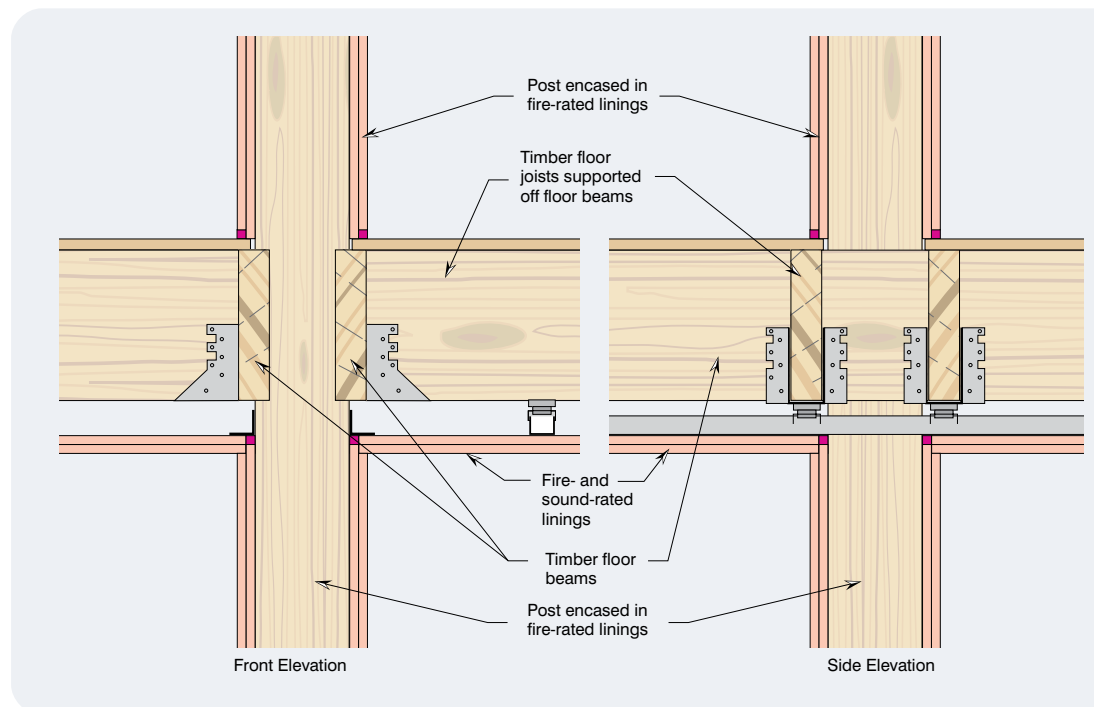 Post encased in
fire-rated linings
Timber floor
joists supported
off floor beams
Fire- and
sound-rated
linings
Timber floor
beams
Post encased in
fire-rated linings
Front Elevation
Side Elevation